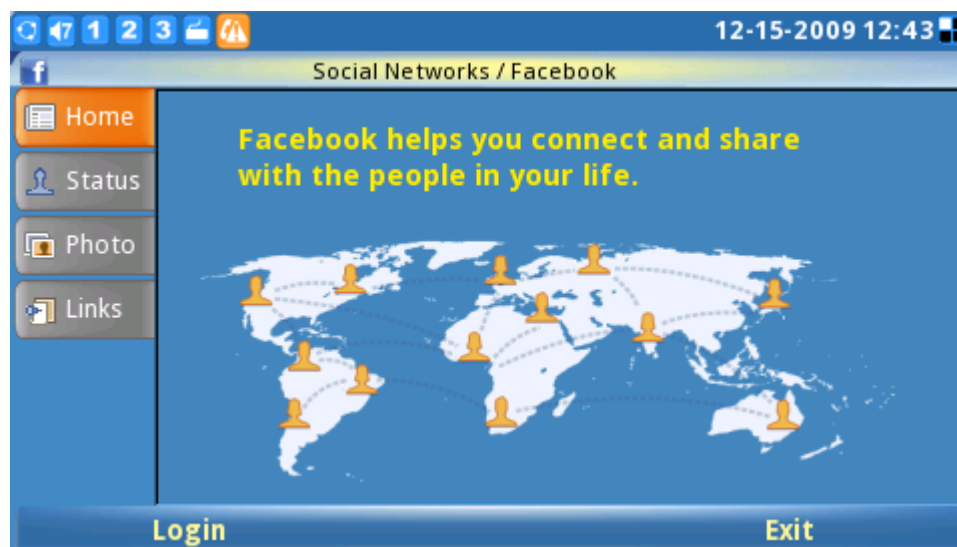 7 1 2 3 12-15-2009 12:43
f Social Networks / Facebook
Home
Status
Photo
Links
Facebook helps you connect and share
with the people in your life.
Login Exit